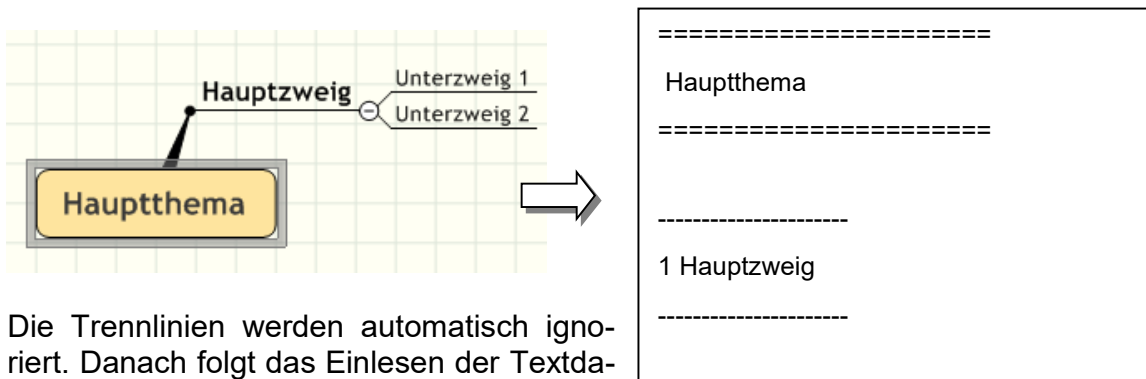 Hauptzweig
Unterzweig 1
Unterzweig 2
Hauptthema
Die Trennlinien werden automatisch igno-
riert. Danach folgt das Einlesen der Textda-
======================
Hauptthema
======================
----------------------
1 Hauptzweig
----------------------